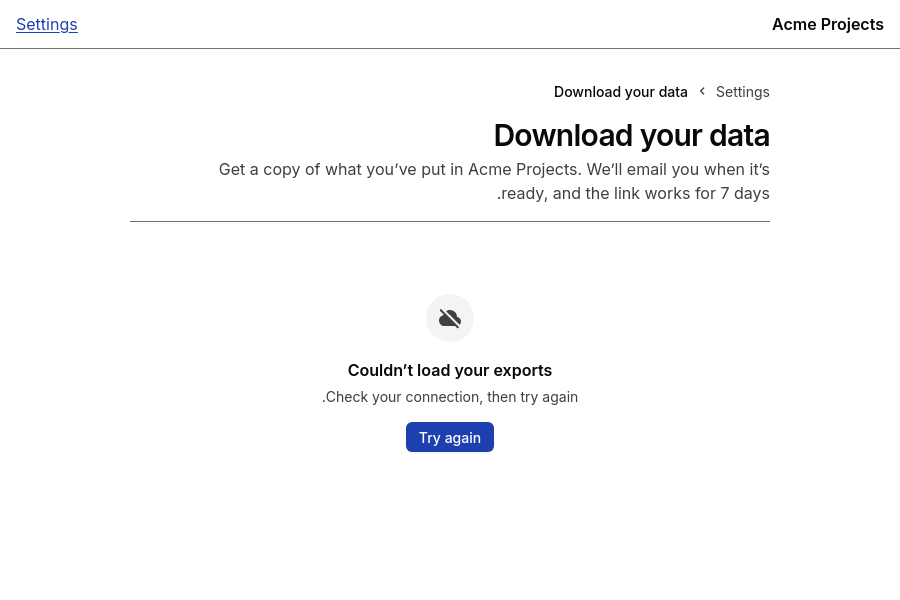 Settings
Acme Projects
Download your data ‹ Settings
Download your data
Get a copy of what you’ve put in Acme Projects. We’ll email you when it’s
.ready, and the link works for 7 days
Couldn’t load your exports
.Check your connection, then try again
Try again